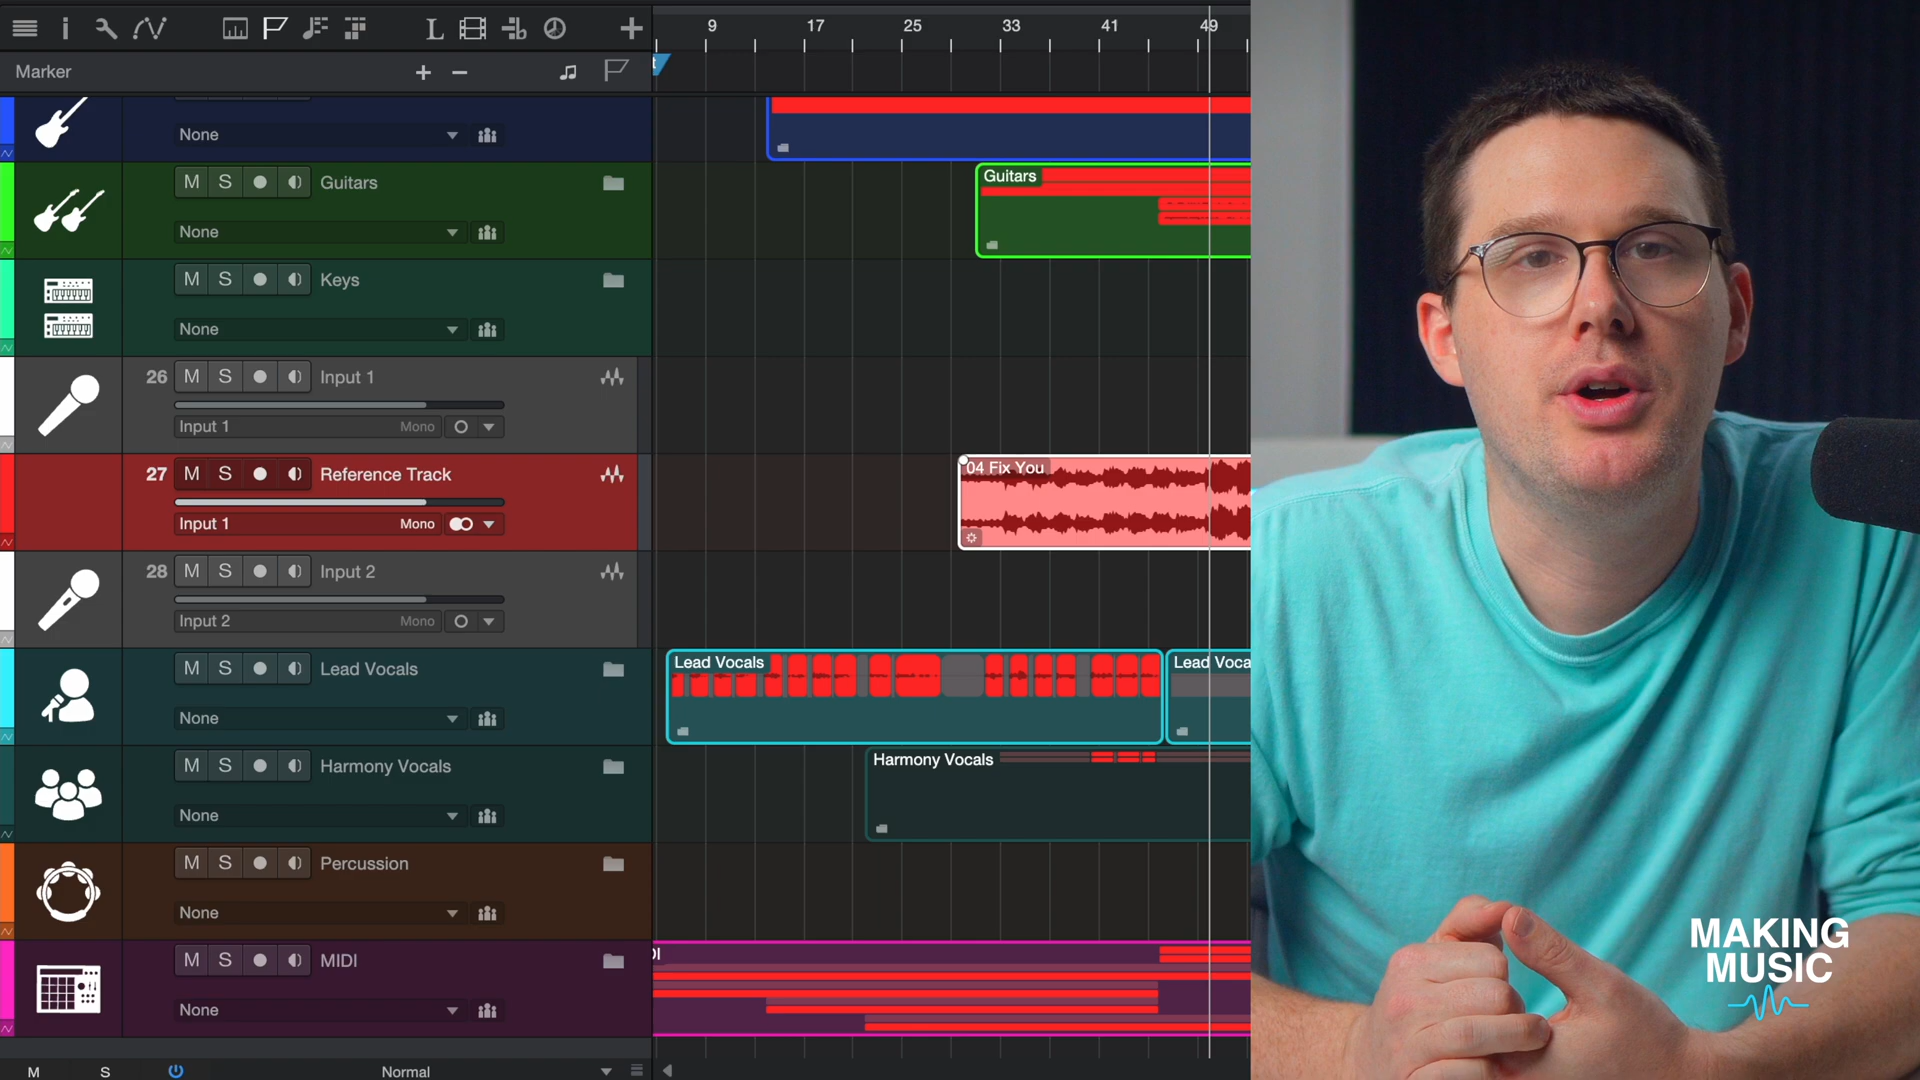 L
9 17 25 33 41 49
Marker
None
M S Guitars
None
Guitars
M S Keys
None
26 M S Input 1
Input 1 Mono
27 M S Reference Track
Input 1 Mono
04 Fix You
28 M S Input 2
Input 2 Mono
M S Lead Vocals
None
Lead Vocals
Lead Voca
M S Harmony Vocals
None
Harmony Vocals
M S Percussion
None
M S MIDI
None
DI
M S Normal
MAKING
MUSIC